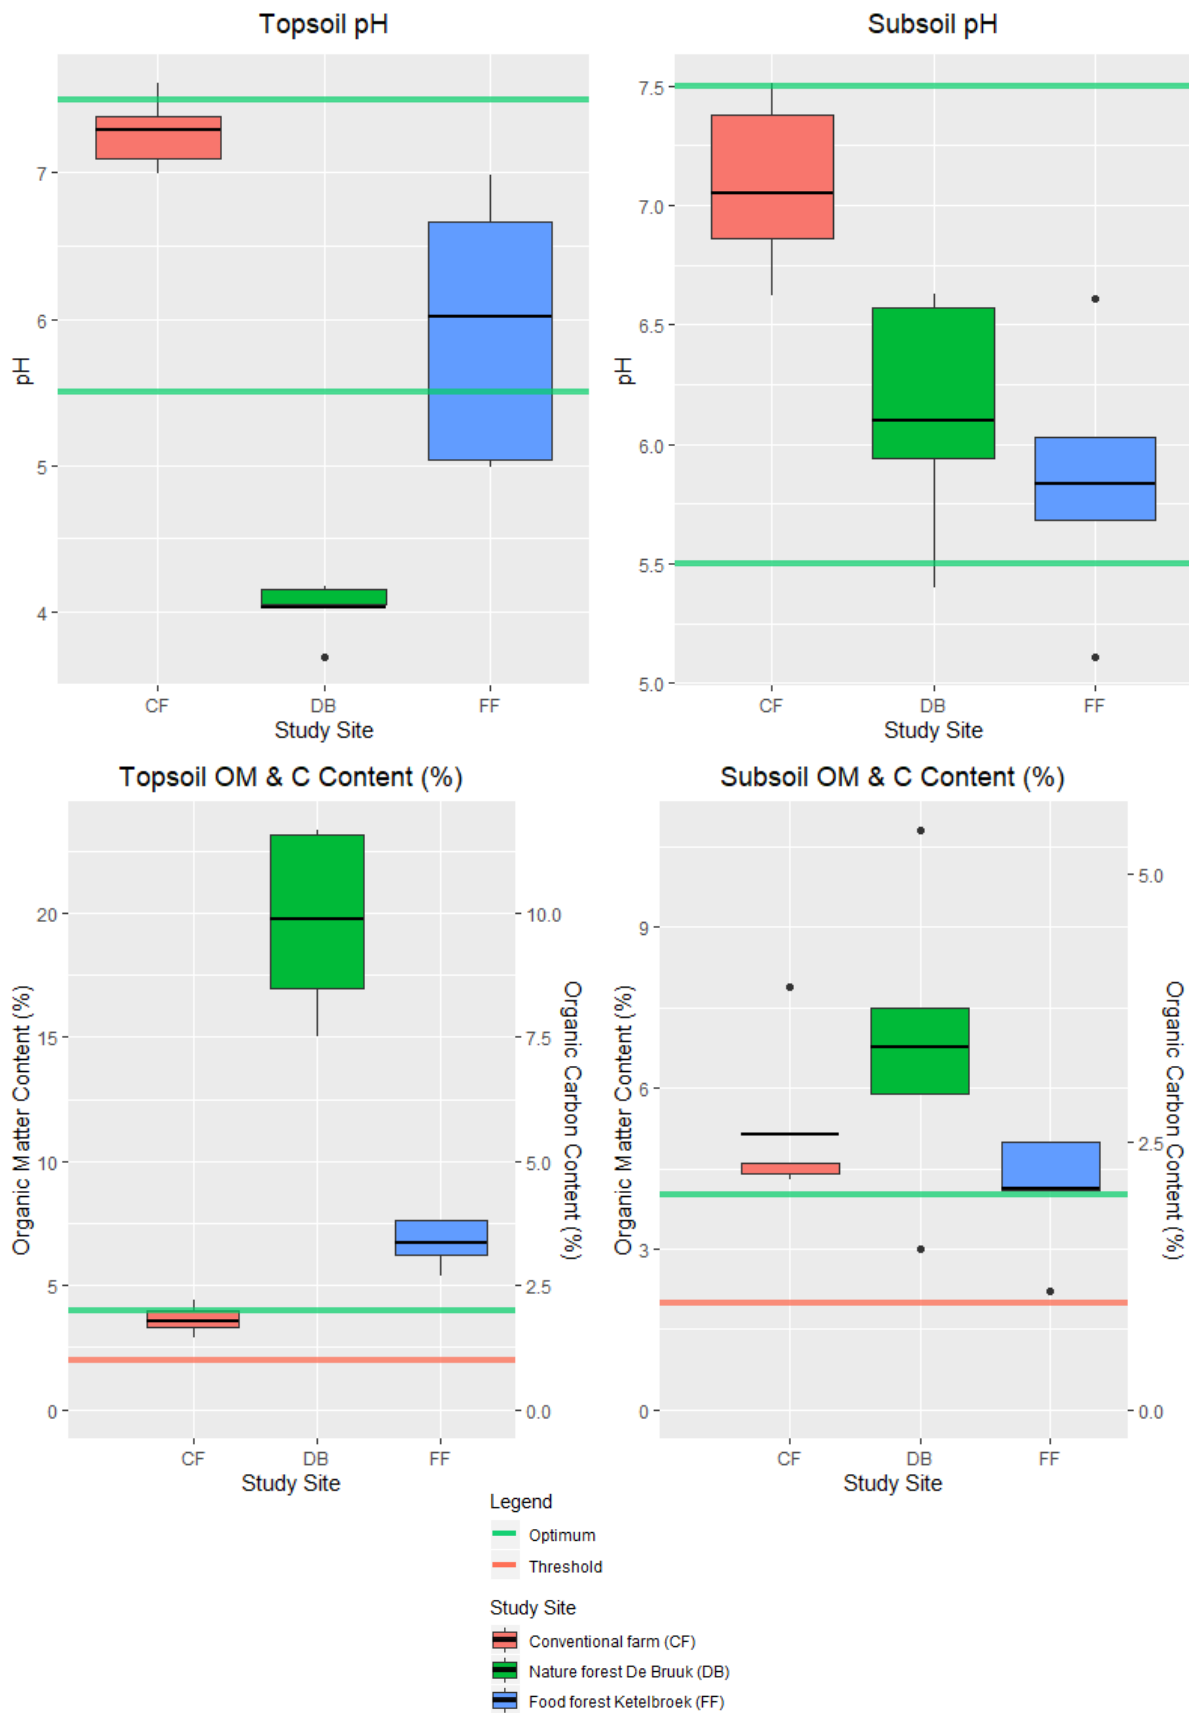 Topsoil pH
pH
7
6
5
4
CF DB FF
Study Site
Subsoil pH
pH
7.5
7.0
6.5
6.0
5.5
5.0
CF DB FF
Study Site
Topsoil OM & C Content (%)
Organic Matter Content (%)
20
15
10
5
0
10.0
7.5
5.0
2.5
0.0
Organic Carbon Content (%)
CF DB FF
Study Site
Subsoil OM & C Content (%)
Organic Matter Content (%)
9
6
3
0
5.0
2.5
0.0
Organic Carbon Content (%)
CF DB FF
Study Site
Legend
Optimum
Threshold
Study Site
Conventional farm (CF)
Nature forest De Bruuk (DB)
Food forest Ketelbroek (FF)